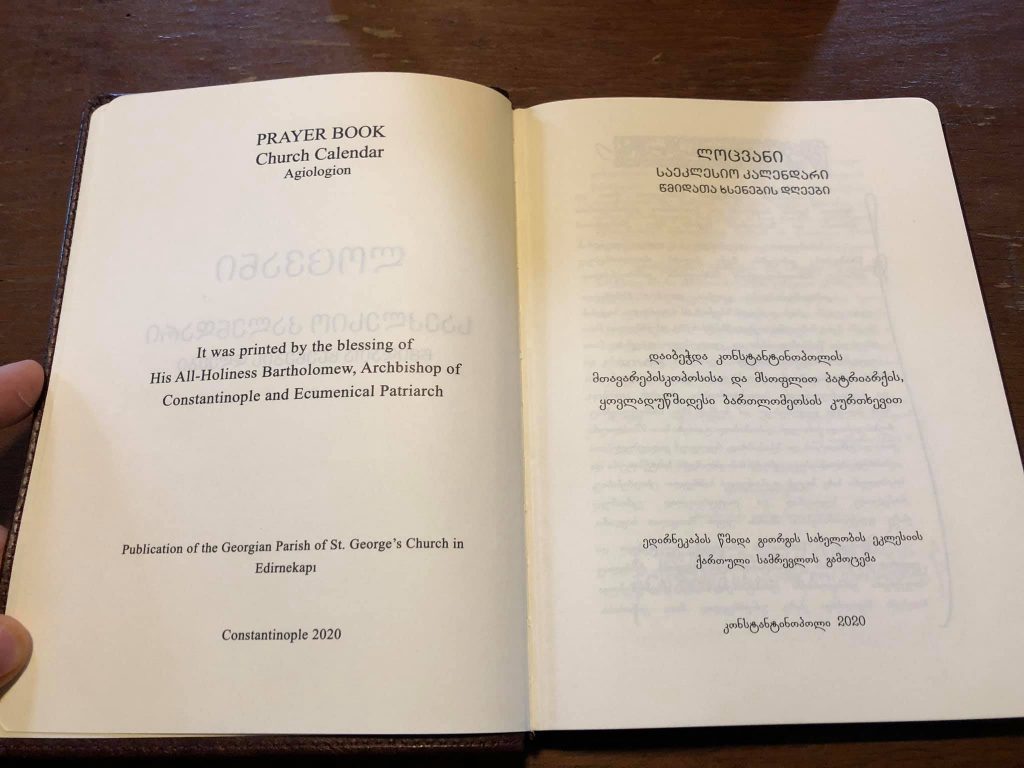 PRAYER BOOK
Church Calendar
Agiologion
It was printed by the blessing of
His All-Holiness Bartholomew, Archbishop of
Constantinople and Ecumenical Patriarch
Publication of the Georgian Parish of St. George's Church in
Edirnekapı
Constantinople 2020
ლოცვანი
საეკლესიო კალენდარი
წმიდათა ხსენების დღეები
დაიბეჭდა კონსტანტინოპოლის
მთავარეპისკოპოსისა და მსოფლიო პატრიარქის,
ყოვლადუწმიდესი ბართლომეოსის კურთხევით
ედირნეკაპის წმიდა გიორგის სახელობის ეკლესიის
ქართული სამრევლოს გამოცემა
კონსტანტინოპოლი 2020